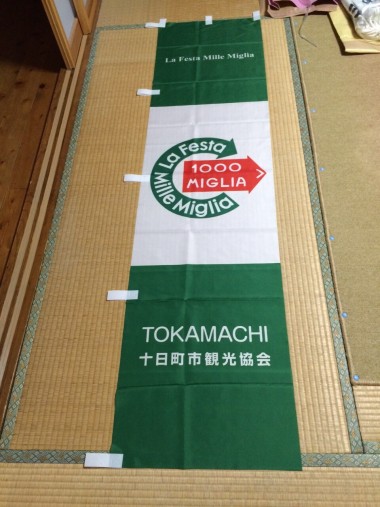 La Festa Mille Miglia
La Festa
1000
MIGLIA
Mille Miglia
TOKAMACHI
十日町市観光協会